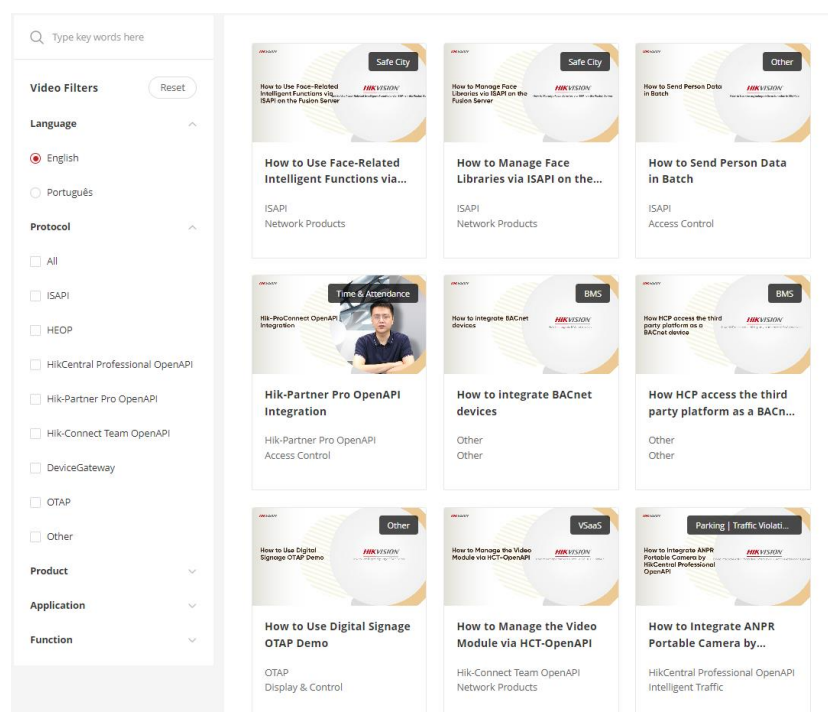 Type key words here
Video Filters
Reset
Language
English
Português
Protocol
All
ISAPI
HEOP
HikCentral Professional OpenAPI
Hik-Partner Pro OpenAPI
Hik-Connect Team OpenAPI
DeviceGateway
OTAP
Other
Product
Application
Function
HIKVISION
Safe City
How to Use Face-Related
Intelligent Functions via
ISAPI on the Fusion Server
HIKVISION
How to Use Face-Related
Intelligent Functions via...
ISAPI
Network Products
HIKVISION
Safe City
How to Manage Face
Libraries via ISAPI on the
Fusion Server
HIKVISION
How to Manage Face
Libraries via ISAPI on the...
ISAPI
Network Products
HIKVISION
Other
How to Send Person Data
in Batch
HIKVISION
How to Send Person Data
in Batch
ISAPI
Access Control
HIKVISION
Time & Attendance
Hik-ProConnect OpenAPI
Integration
Hik-Partner Pro OpenAPI
Integration
Hik-Partner Pro OpenAPI
Access Control
HIKVISION
BMS
How to integrate BACnet
devices
HIKVISION
How to integrate BACnet
devices
Other
Other
HIKVISION
BMS
How HCP access the third
party platform as a
BACnet device
HIKVISION
How HCP access the third
party platform as a BACn...
Other
Other
HIKVISION
Other
How to Use Digital
Signage OTAP Demo
HIKVISION
How to Use Digital Signage
OTAP Demo
OTAP
Display & Control
HIKVISION
VSaaS
How to Manage the Video
Module via HCT-OpenAPI
HIKVISION
How to Manage the Video
Module via HCT-OpenAPI
Hik-Connect Team OpenAPI
Network Products
HIKVISION
Parking | Traffic Violati...
How to Integrate ANPR
Portable Camera by
HikCentral Professional
OpenAPI
HIKVISION
How to Integrate ANPR
Portable Camera by...
HikCentral Professional OpenAPI
Intelligent Traffic